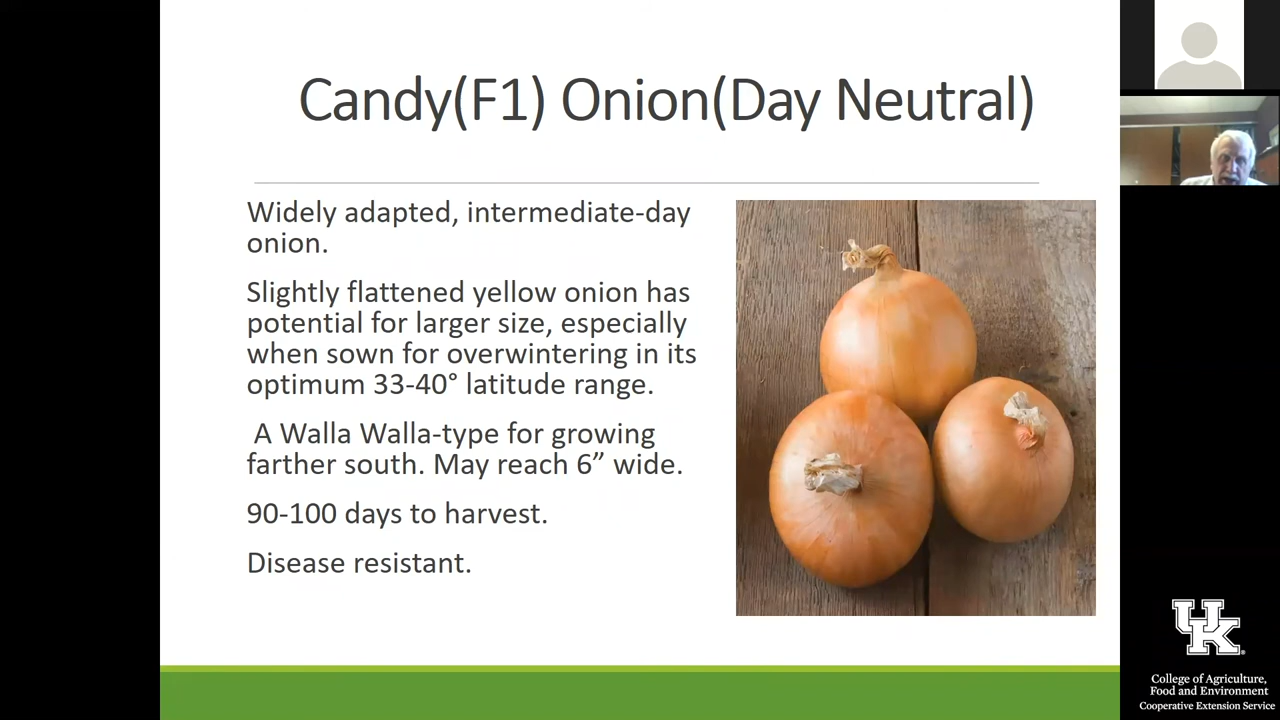 Candy(F1) Onion(Day Neutral)
Widely adapted, intermediate-day
onion.
Slightly flattened yellow onion has
potential for larger size, especially
when sown for overwintering in its
optimum 33-40° latitude range.
A Walla Walla-type for growing
farther south. May reach 6” wide.
90-100 days to harvest.
Disease resistant.
UK
College of Agriculture,
Food and Environment
Cooperative Extension Service